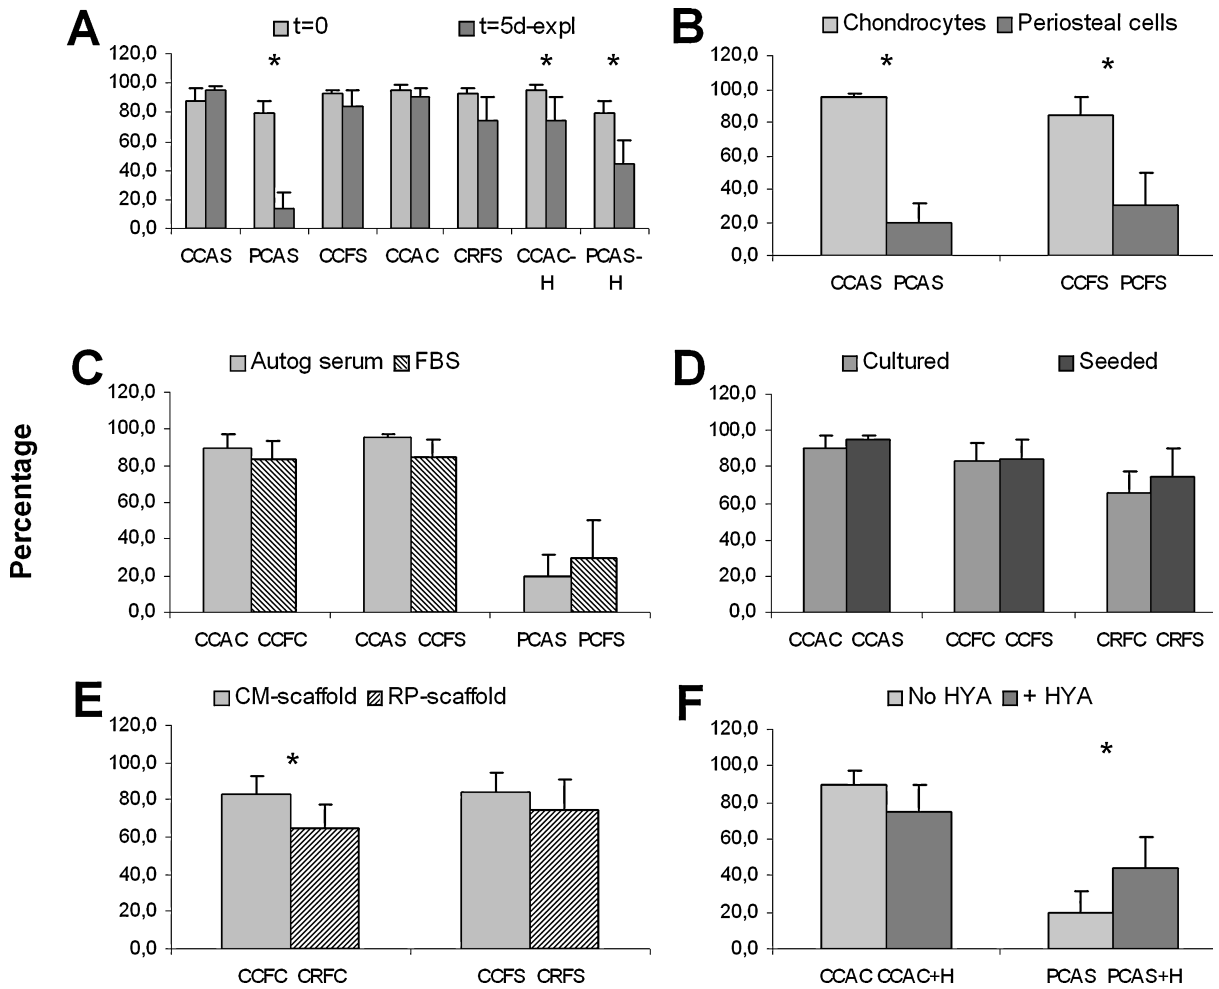 A
t=0 t=5d-expl
120,0
100,0
80,0
60,0
40,0
20,0
0,0
* * *
CCAS PCAS CCFS CCAC CRFS CCAC-H PCAS-H
B
Chondrocytes Periosteal cells
120,0
100,0
80,0
60,0
40,0
20,0
0,0
* *
CCAS PCAS CCFS PCFS
Percentage
C
Autog serum FBS
120,0
100,0
80,0
60,0
40,0
20,0
0,0
CCAC CCFC CCAS CCFS PCAS PCFS
D
Cultured Seeded
120,0
100,0
80,0
60,0
40,0
20,0
0,0
CCAC CCAS CCFC CCFS CRFC CRFS
E
CM-scaffold RP-scaffold
120,0
100,0
80,0
60,0
40,0
20,0
0,0
*
CCFC CRFC CCFS CRFS
F
No HYA + HYA
120,0
100,0
80,0
60,0
40,0
20,0
0,0
*
CCAC CCAC+H PCAS PCAS+H